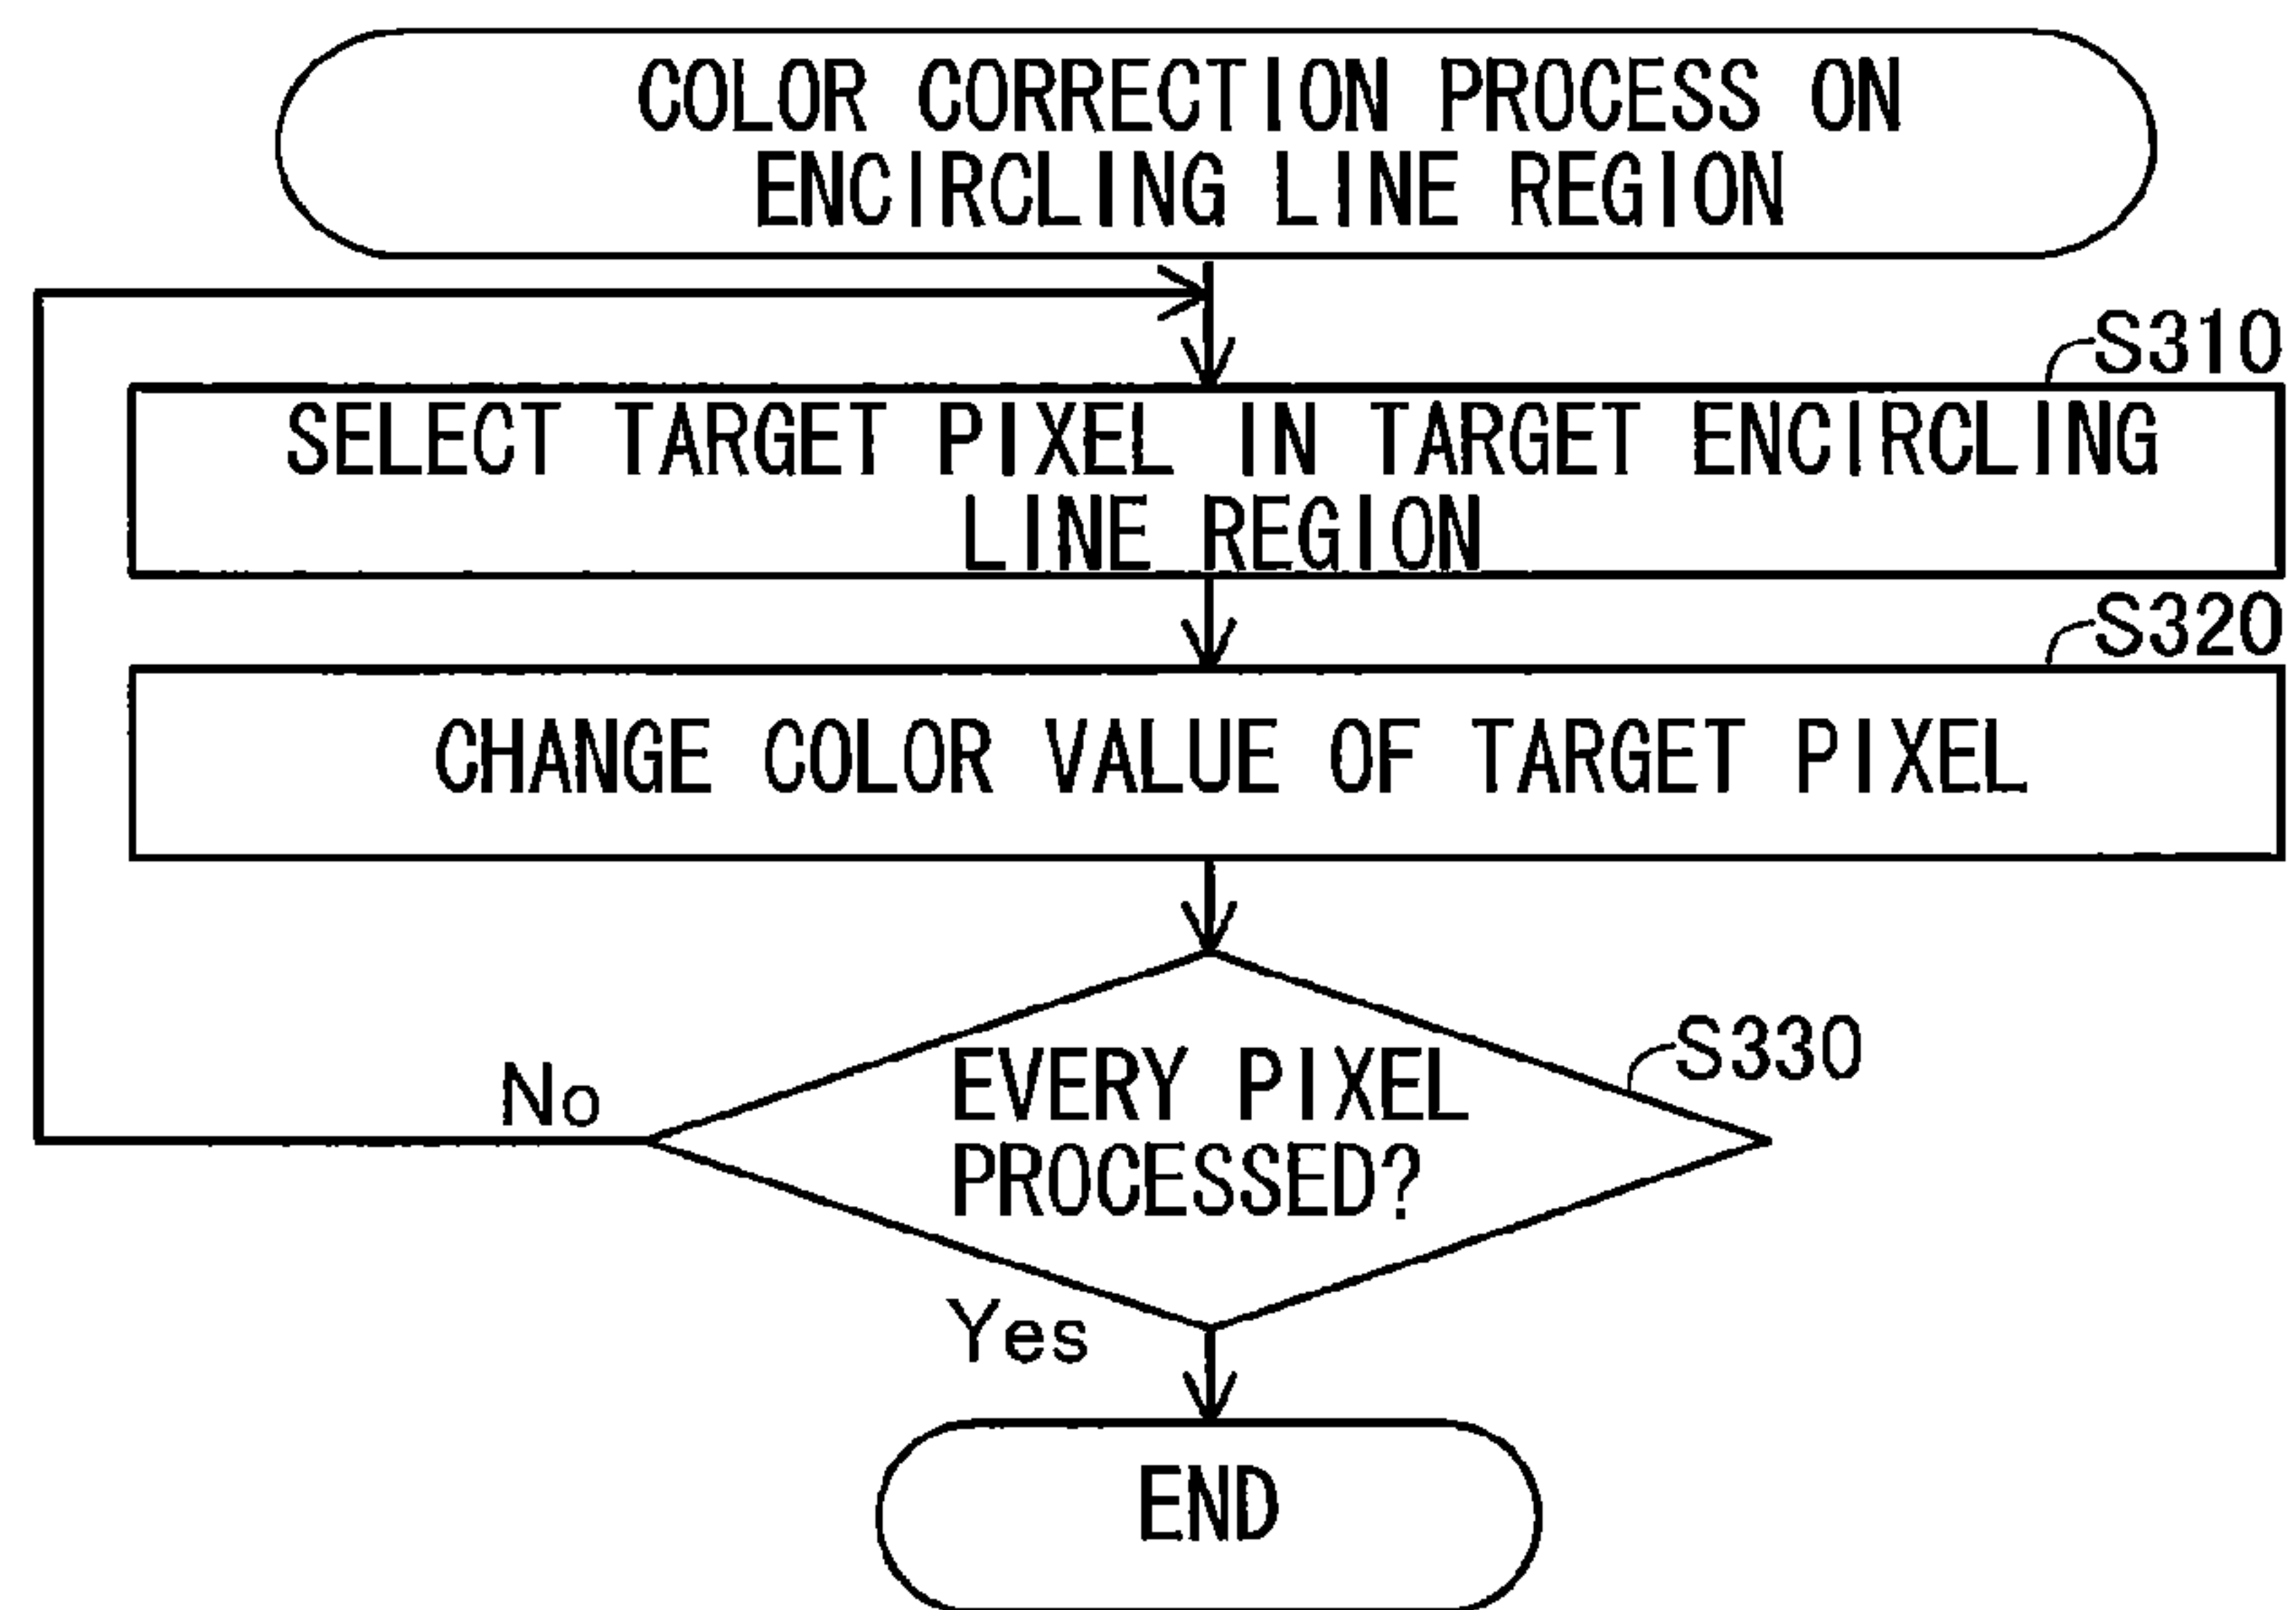 COLOR CORRECTION PROCESS ON
ENCIRCLING LINE REGION
S310
SELECT TARGET PIXEL IN TARGET ENCIRCLING
LINE REGION
S320
CHANGE COLOR VALUE OF TARGET PIXEL
S330
EVERY PIXEL
PROCESSED?
No
Yes
END